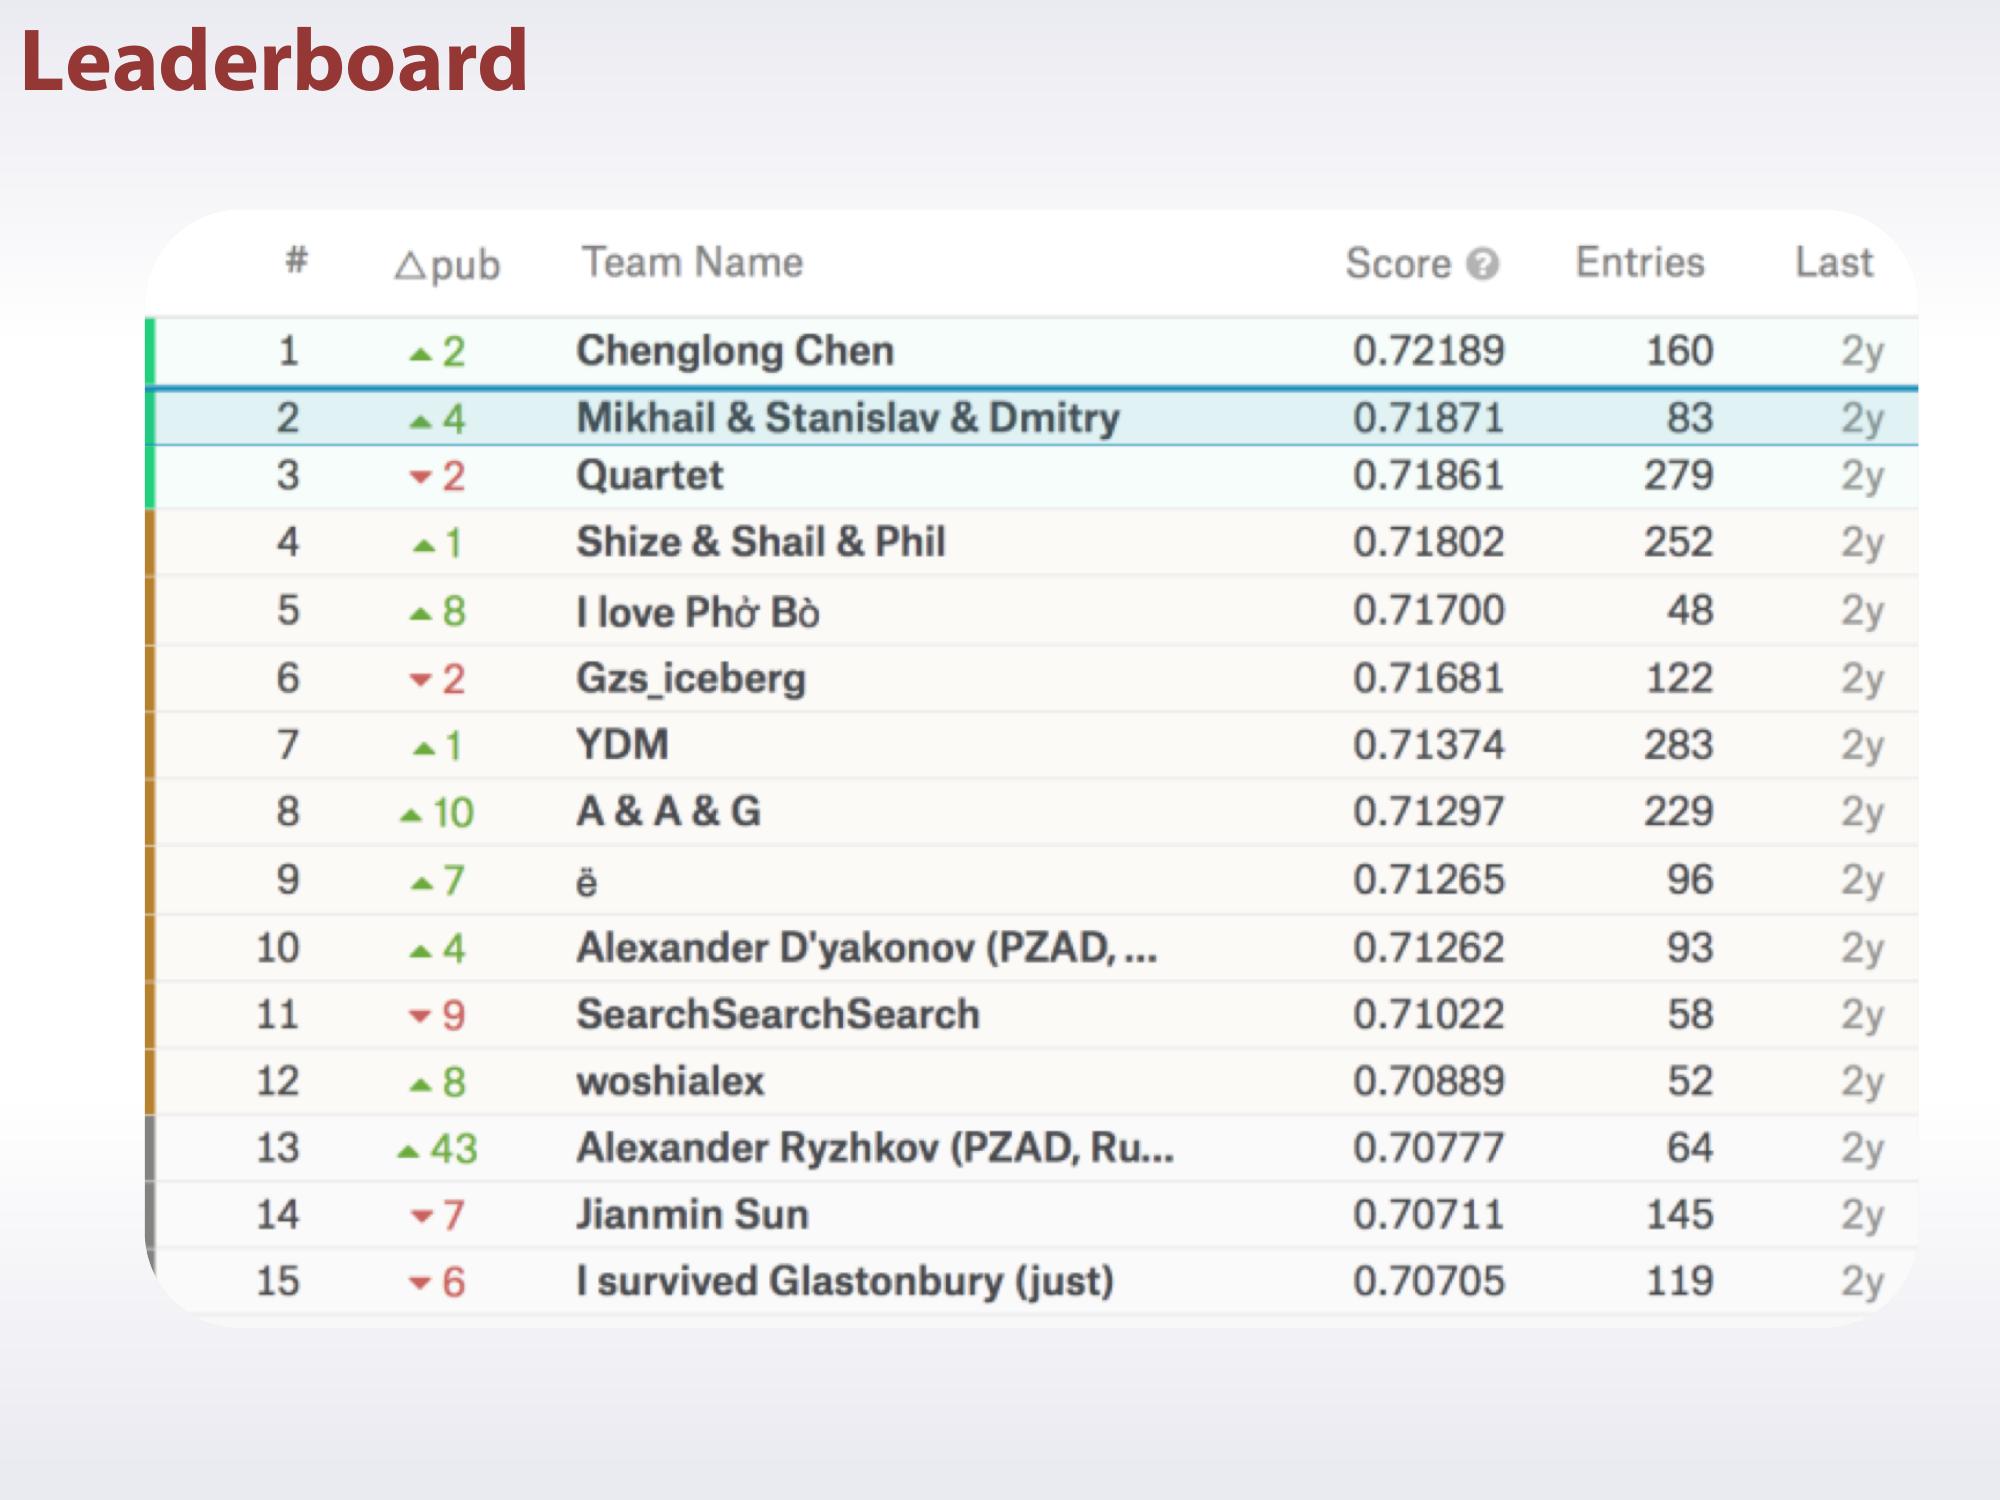 Leaderboard
# △pub Team Name Score ? Entries Last
1 ▲ 2 Chenglong Chen 0.72189 160 2y
2 ▲ 4 Mikhail & Stanislav & Dmitry 0.71871 83 2y
3 ▼ 2 Quartet 0.71861 279 2y
4 ▲ 1 Shize & Shail & Phil 0.71802 252 2y
5 ▲ 8 I love Phở Bò 0.71700 48 2y
6 ▼ 2 Gzs_iceberg 0.71681 122 2y
7 ▲ 1 YDM 0.71374 283 2y
8 ▲ 10 A & A & G 0.71297 229 2y
9 ▲ 7 ë 0.71265 96 2y
10 ▲ 4 Alexander D'yakonov (PZAD, ... 0.71262 93 2y
11 ▼ 9 SearchSearchSearch 0.71022 58 2y
12 ▲ 8 woshialex 0.70889 52 2y
13 ▲ 43 Alexander Ryzhkov (PZAD, Ru... 0.70777 64 2y
14 ▼ 7 Jianmin Sun 0.70711 145 2y
15 ▼ 6 I survived Glastonbury (just) 0.70705 119 2y